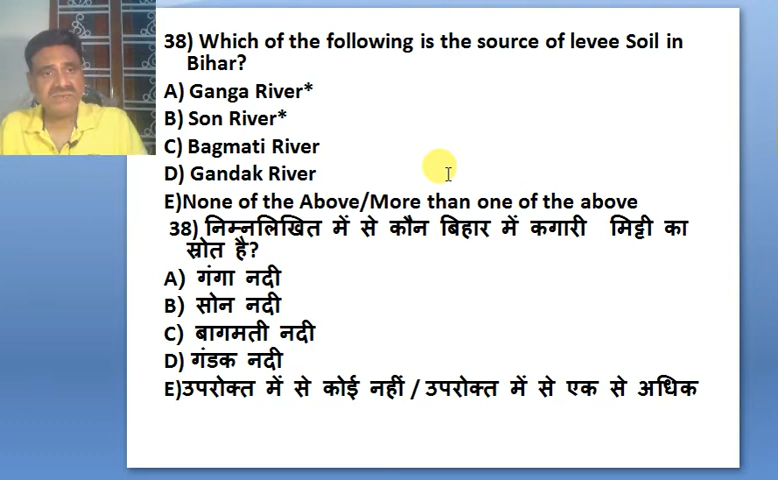 38) Which of the following is the source of levee Soil in
Bihar?
A) Ganga River*
B) Son River*
C) Bagmati River
D) Gandak River
E)None of the Above/More than one of the above
38) निम्नलिखित में से कौन बिहार में कगारी मिट्टी का
स्रोत है?
A) गंगा नदी
B) सोन नदी
C) बागमती नदी
D) गंडक नदी
E)उपरोक्त में से कोई नहीं / उपरोक्त में से एक से अधिक